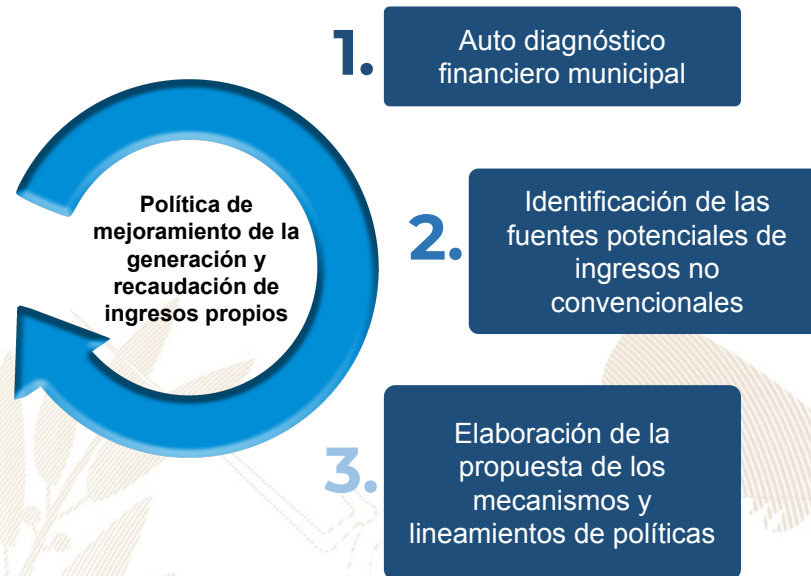 1.
Auto diagnóstico
financiero municipal
Política de
mejoramiento de la
generación y
recaudación de
ingresos propios
2.
Identificación de las
fuentes potenciales de
ingresos no
convencionales
3.
Elaboración de la
propuesta de los
mecanismos y
lineamientos de políticas